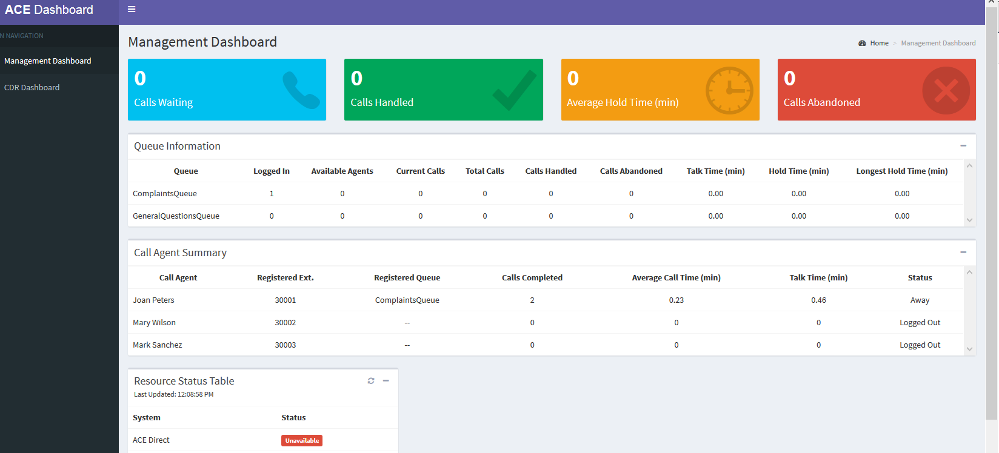 ACE Dashboard
N NAVIGATION
Management Dashboard
CDR Dashboard
Management Dashboard
Home > Management Dashboard
0
Calls Waiting
0
Calls Handled
0
Average Hold Time (min)
0
Calls Abandoned
Queue Information
Queue Logged In Available Agents Current Calls Total Calls Calls Handled Calls Abandoned Talk Time (min) Hold Time (min) Longest Hold Time (min)
ComplaintsQueue 1 0 0 0 0 0 0.00 0.00 0.00
GeneralQuestionsQueue 0 0 0 0 0 0 0.00 0.00 0.00
Call Agent Summary
Call Agent Registered Ext. Registered Queue Calls Completed Average Call Time (min) Talk Time (min) Status
Joan Peters 30001 ComplaintsQueue 2 0.23 0.46 Away
Mary Wilson 30002 -- 0 0 0 Logged Out
Mark Sanchez 30003 -- 0 0 0 Logged Out
Resource Status Table
Last Updated: 12:08:58 PM
System Status
ACE Direct Unavailable